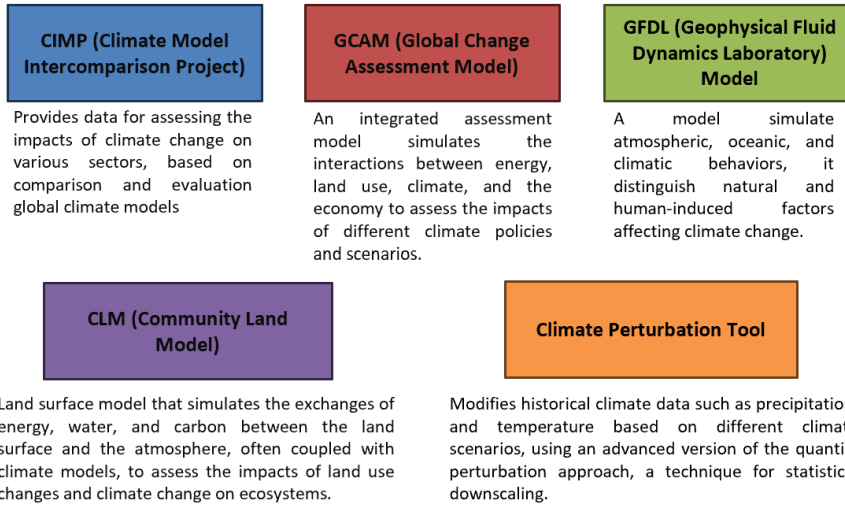 CIMP (Climate Model
Intercomparison Project)
Provides data for assessing the
impacts of climate change on
various sectors, based on
comparison and evaluation
global climate models
GCAM (Global Change
Assessment Model)
An integrated assessment
model simulates the
interactions between energy,
land use, climate, and the
economy to assess the impacts
of different climate policies
and scenarios.
GFDL (Geophysical Fluid
Dynamics Laboratory)
Model
A model simulate
atmospheric, oceanic, and
climatic behaviors, it
distinguish natural and
human-induced factors
affecting climate change.
CLM (Community Land
Model)
Land surface model that simulates the exchanges of
energy, water, and carbon between the land
surface and the atmosphere, often coupled with
climate models, to assess the impacts of land use
changes and climate change on ecosystems.
Climate Perturbation Tool
Modifies historical climate data such as precipitatio
and temperature based on different climat
scenarios, using an advanced version of the quanti
perturbation approach, a technique for statistic
downscaling.